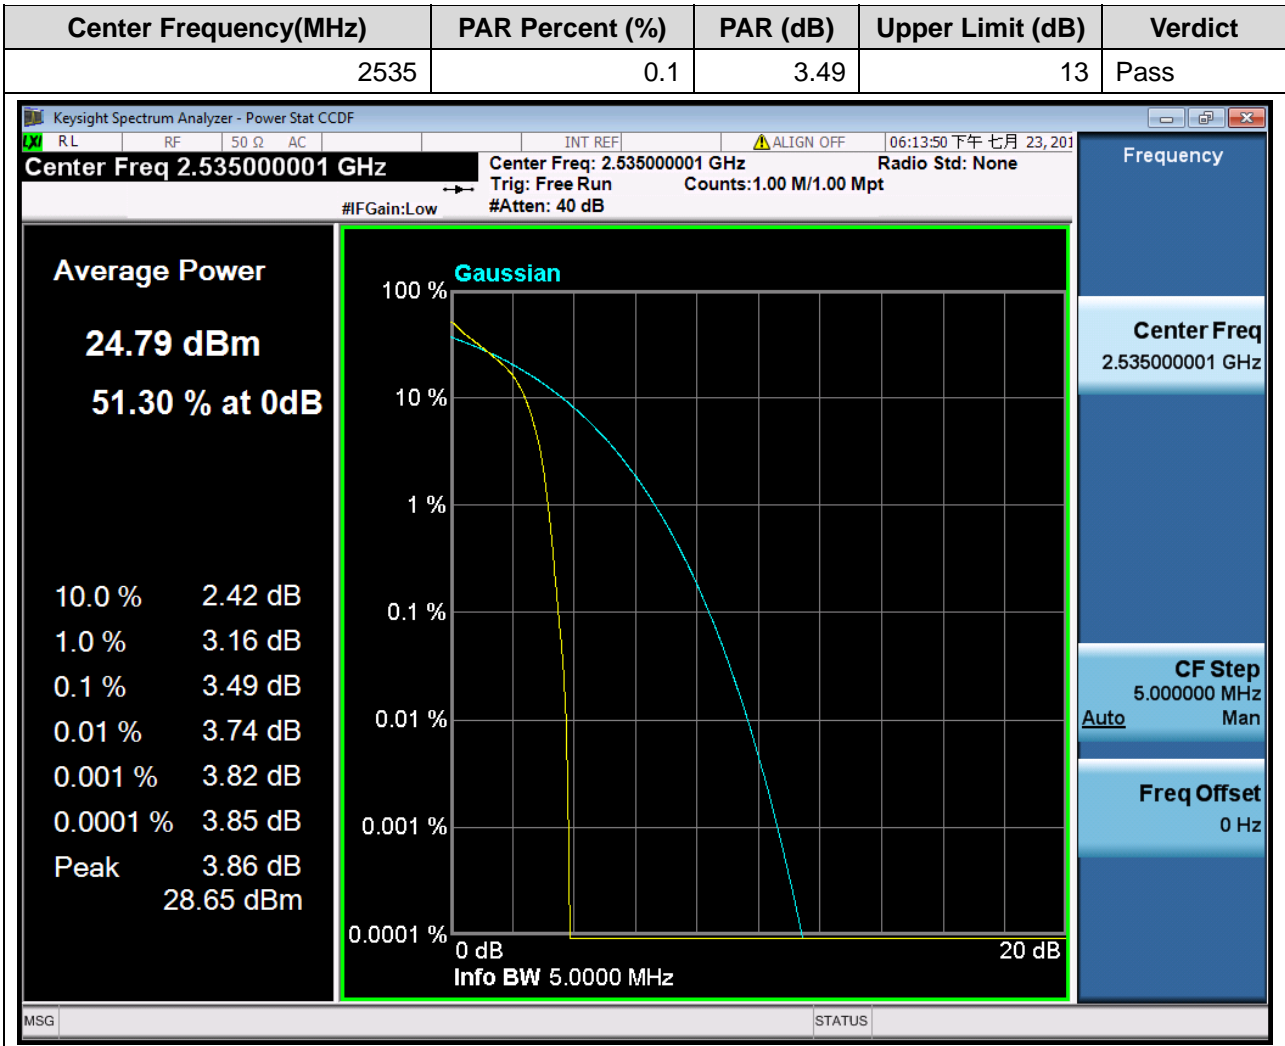 Center Frequency(MHz) PAR Percent (%) PAR (dB) Upper Limit (dB) Verdict
2535 0.1 3.49 13 Pass
Keysight Spectrum Analyzer - Power Stat CCDF
LXI RL RF 50 Ω AC INT REF ALIGN OFF 06:13:50 下午 七月 23, 201
Center Freq 2.535000001 GHz
Center Freq: 2.535000001 GHz Radio Std: None
Trig: Free Run Counts:1.00 M/1.00 Mpt
#IFGain:Low #Atten: 40 dB
Frequency
Average Power
24.79 dBm
51.30 % at 0dB
10.0 % 2.42 dB
1.0 % 3.16 dB
0.1 % 3.49 dB
0.01 % 3.74 dB
0.001 % 3.82 dB
0.0001 % 3.85 dB
Peak 3.86 dB
28.65 dBm
Gaussian
100 %
10 %
1 %
0.1 %
0.01 %
0.001 %
0.0001 %
0 dB 20 dB
Info BW 5.0000 MHz
Center Freq
2.535000001 GHz
CF Step
5.000000 MHz
Auto Man
Freq Offset
0 Hz
MSG STATUS